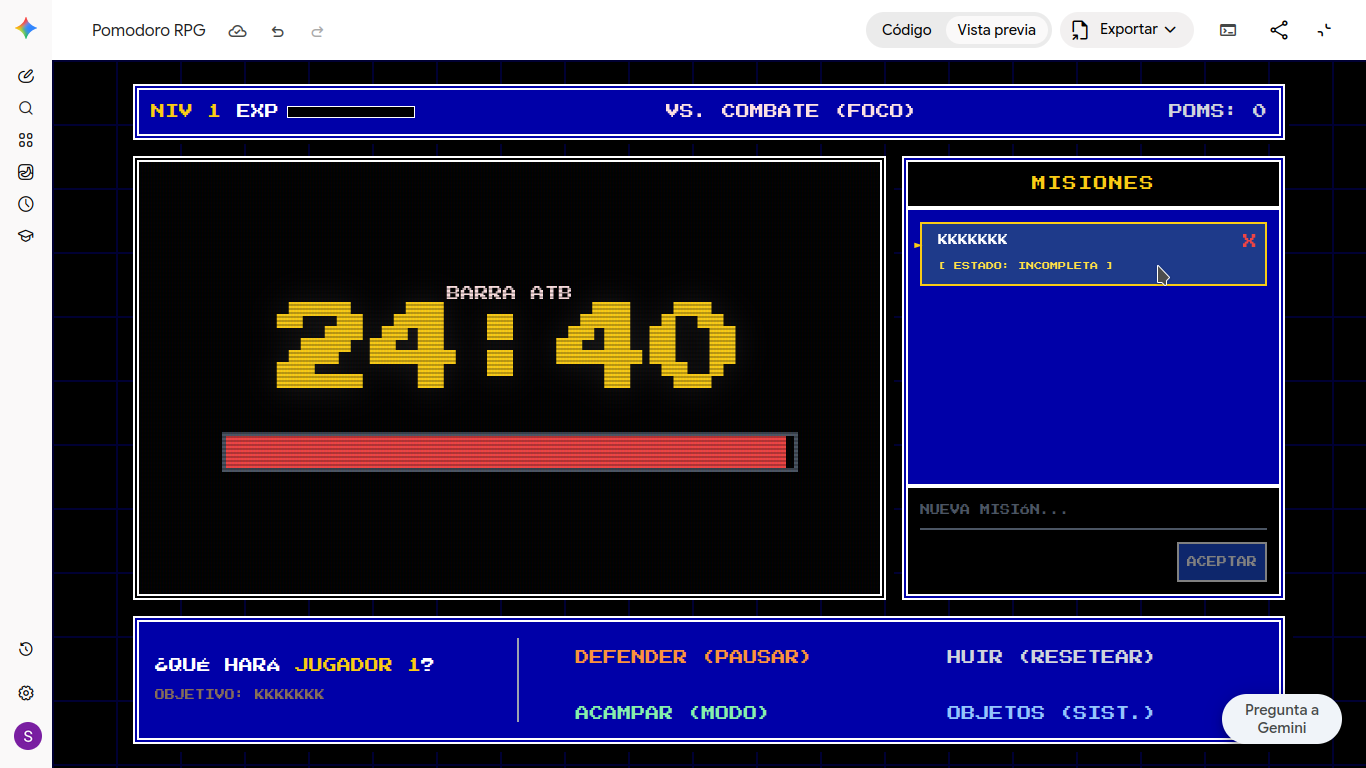 Pomodoro RPG
Código
Vista previa
Exportar
NIV 1 EXP
VS. COMBATE (FOCO)
POMS: 0
BARRA ATB
24:40
MISIONES
KKKKKKK
X
[ ESTADO: INCOMPLETA ]
NUEVA MISIóN...
ACEPTAR
¿QUé HARá JUGADOR 1?
OBJETIVO: KKKKKKK
DEFENDER (PAUSAR)
HUIR (RESETEAR)
ACAMPAR (MODO)
OBJETOS (SIST.)
S
Pregunta a
Gemini